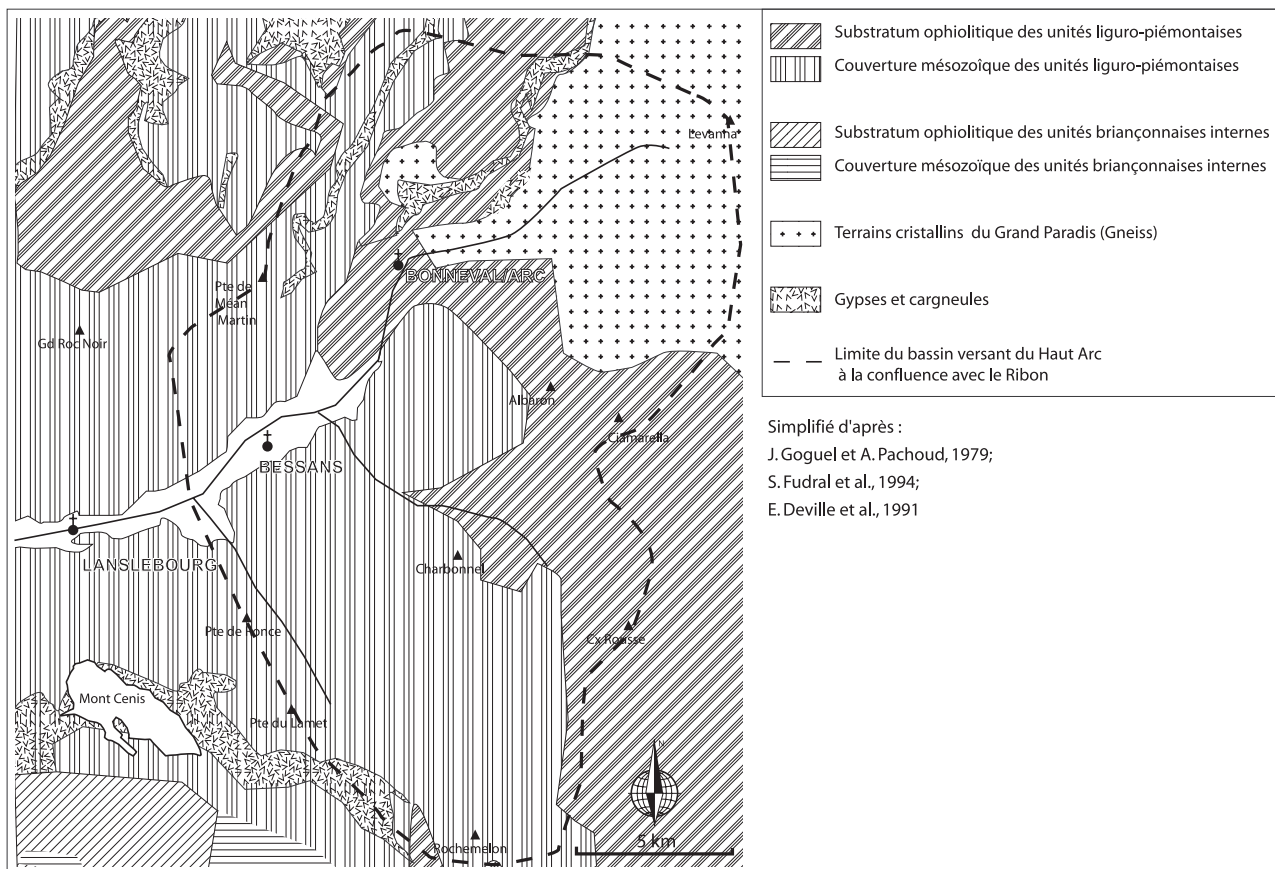 Levanna
BONNEVAL/ARC
Pte de
Méan
Martin
Gd Roc Noir
Albaron
Ciamarella
BESSANS
LANSLEBOURG
Charbonnel
Pte de Ronce
Cx Rousse
Mont Cenis
Pte du Lamet
Rochemelon
N
5 km
Substratum ophiolitique des unités liguro-piémontaises
Couverture mésozoîque des unités liguro-piémontaises
Substratum ophiolitique des unités briançonnaises internes
Couverture mésozoïque des unités briançonnaises internes
Terrains cristallins du Grand Paradis (Gneiss)
Gypses et cargneules
Limite du bassin versant du Haut Arc
à la confluence avec le Ribon
Simplifié d'après :
J. Goguel et A. Pachoud, 1979;
S. Fudral et al., 1994;
E. Deville et al., 1991